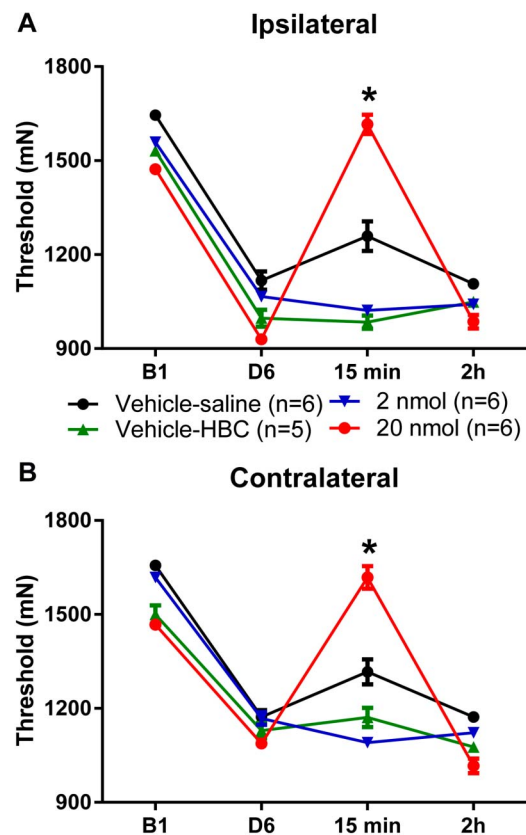 A
Ipsilateral
Threshold (mN)
1800
1500
1200
900
*
B1 D6 15 min 2h
Vehicle-saline (n=6) 2 nmol (n=6)
Vehicle-HBC (n=5) 20 nmol (n=6)
B
Contralateral
Threshold (mN)
1800
1500
1200
900
*
B1 D6 15 min 2h